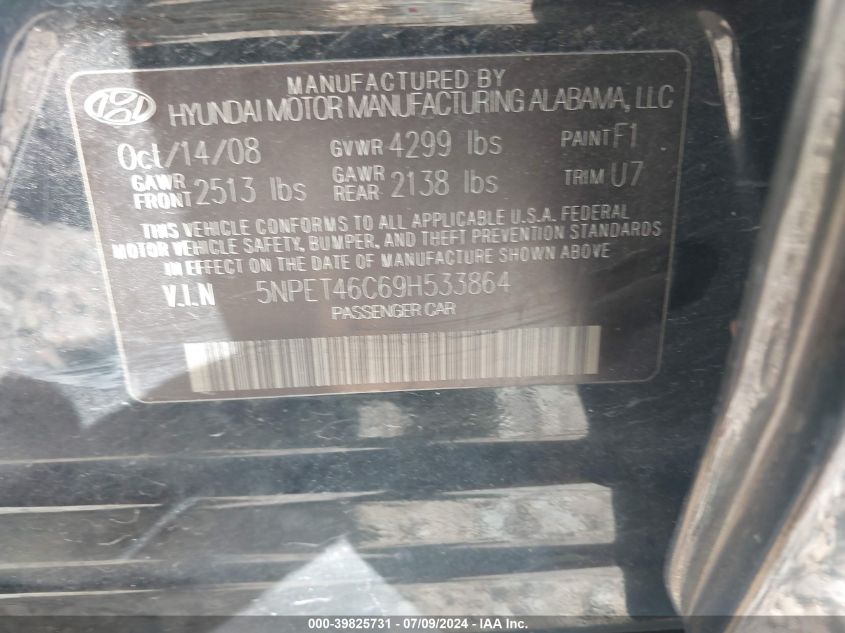 MANUFACTURED BY
HYUNDAI MOTOR MANUFACTURING ALABAMA, LLC
Oct/14/08 GVWR 4299 lbs PAINT F1
GAWR FRONT 2513 lbs GAWR REAR 2138 lbs TRIM U7
THIS VEHICLE CONFORMS TO ALL APPLICABLE U.S.A. FEDERAL
MOTOR VEHICLE SAFETY, BUMPER, AND THEFT PREVENTION STANDARDS
IN EFFECT ON THE DATE OF MANUFACTURE SHOWN ABOVE
V.I.N 5NPET46C69H533864
PASSENGER CAR
000-39825731 - 07/09/2024 - IAA Inc.